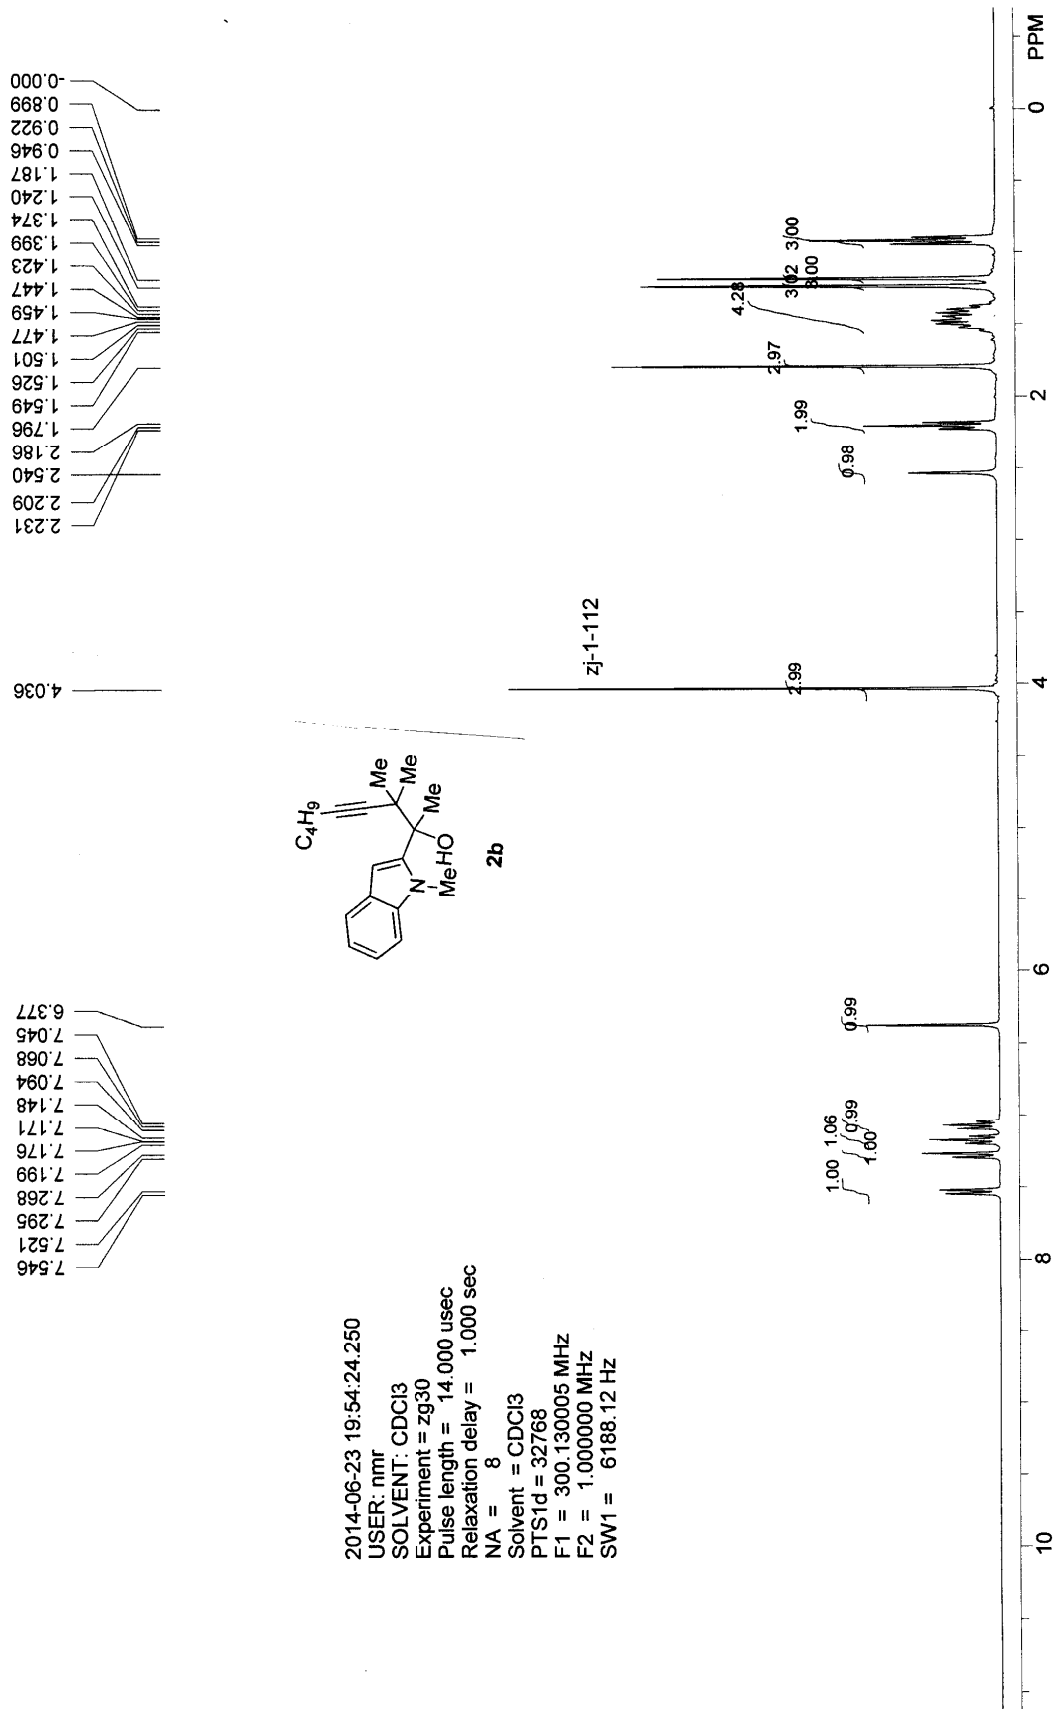 7.546
7.521
7.295
7.268
7.199
7.176
7.171
7.148
7.094
7.068
7.045
6.377
4.036
2.231
2.209
2.540
2.186
1.796
1.549
1.526
1.501
1.477
1.459
1.447
1.423
1.399
1.374
1.240
1.187
0.946
0.922
0.899
-0.000
2014-06-23 19:54:24.250
USER: nmr
SOLVENT: CDCl3
Experiment = zg30
Pulse length = 14.000 usec
Relaxation delay = 1.000 sec
NA = 8
Solvent = CDCl3
PTS1d = 32768
F1 = 300.130005 MHz
F2 = 1.000000 MHz
SW1 = 6188.12 Hz
C4H9
Me
Me
Me
N
HO
Me
2b
zj-1-112
1.00
1.00
1.06
0.99
0.99
2.99
0.98
1.99
2.97
4.28
3.02
3.00
10
8
6
4
2
0
PPM